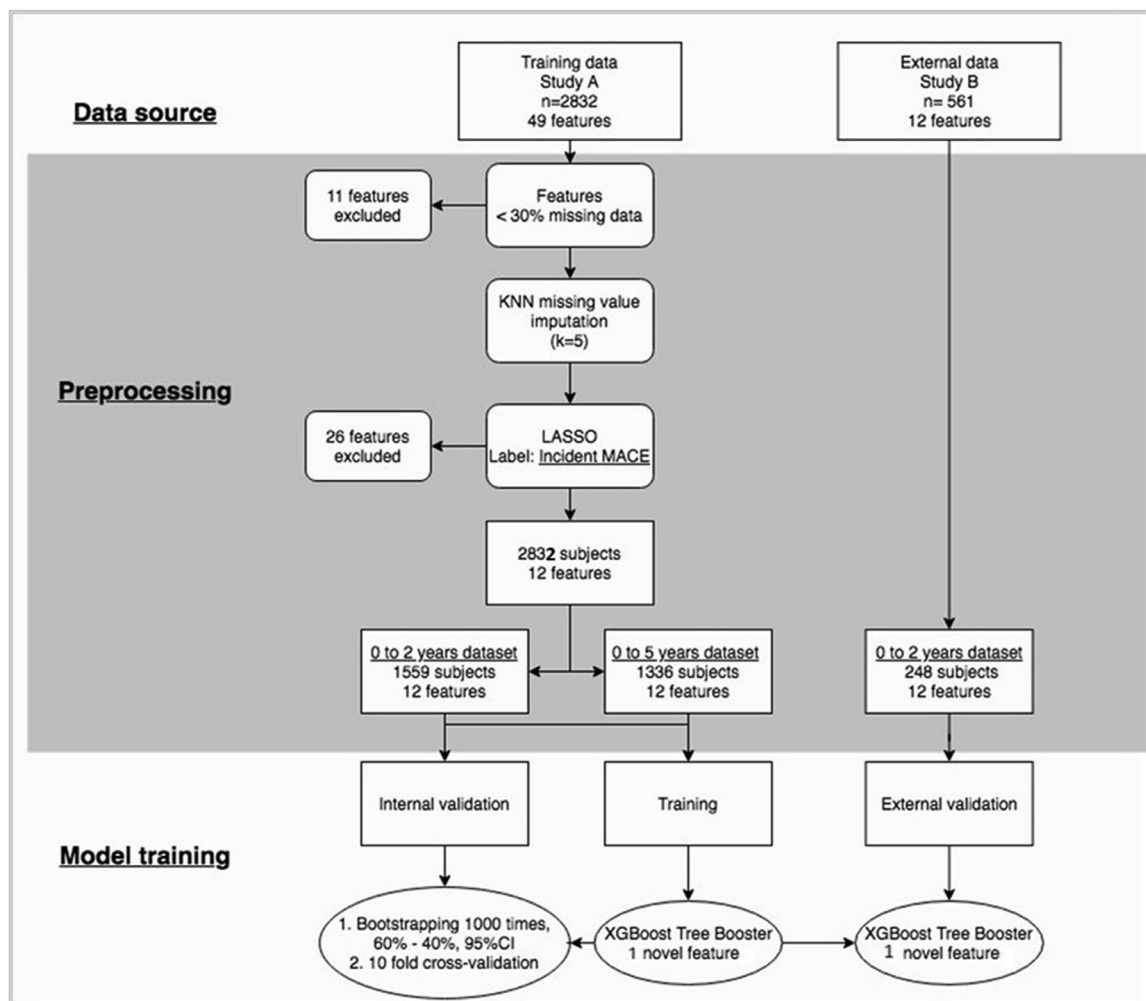 Data source
Training data
Study A
n=2832
49 features
External data
Study B
n= 561
12 features
Preprocessing
11 features
excluded
Features
< 30% missing data
KNN missing value
imputation
(k=5)
26 features
excluded
LASSO
Label: Incident MACE
2832 subjects
12 features
0 to 2 years dataset
1559 subjects
12 features
0 to 5 years dataset
1336 subjects
12 features
0 to 2 years dataset
248 subjects
12 features
Model training
Internal validation
Training
External validation
1. Bootstrapping 1000 times,
60% - 40%, 95%CI
2. 10 fold cross-validation
XGBoost Tree Booster
1 novel feature
XGBoost Tree Booster
1 novel feature